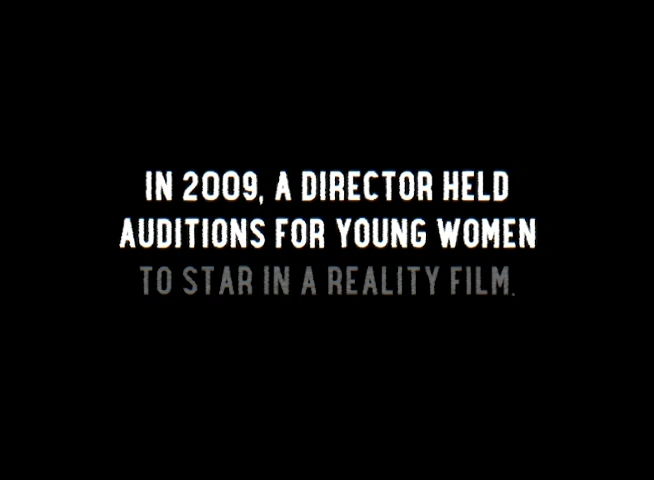 IN 2009, A DIRECTOR HELD
AUDITIONS FOR YOUNG WOMEN
TO STAR IN A REALITY FILM.